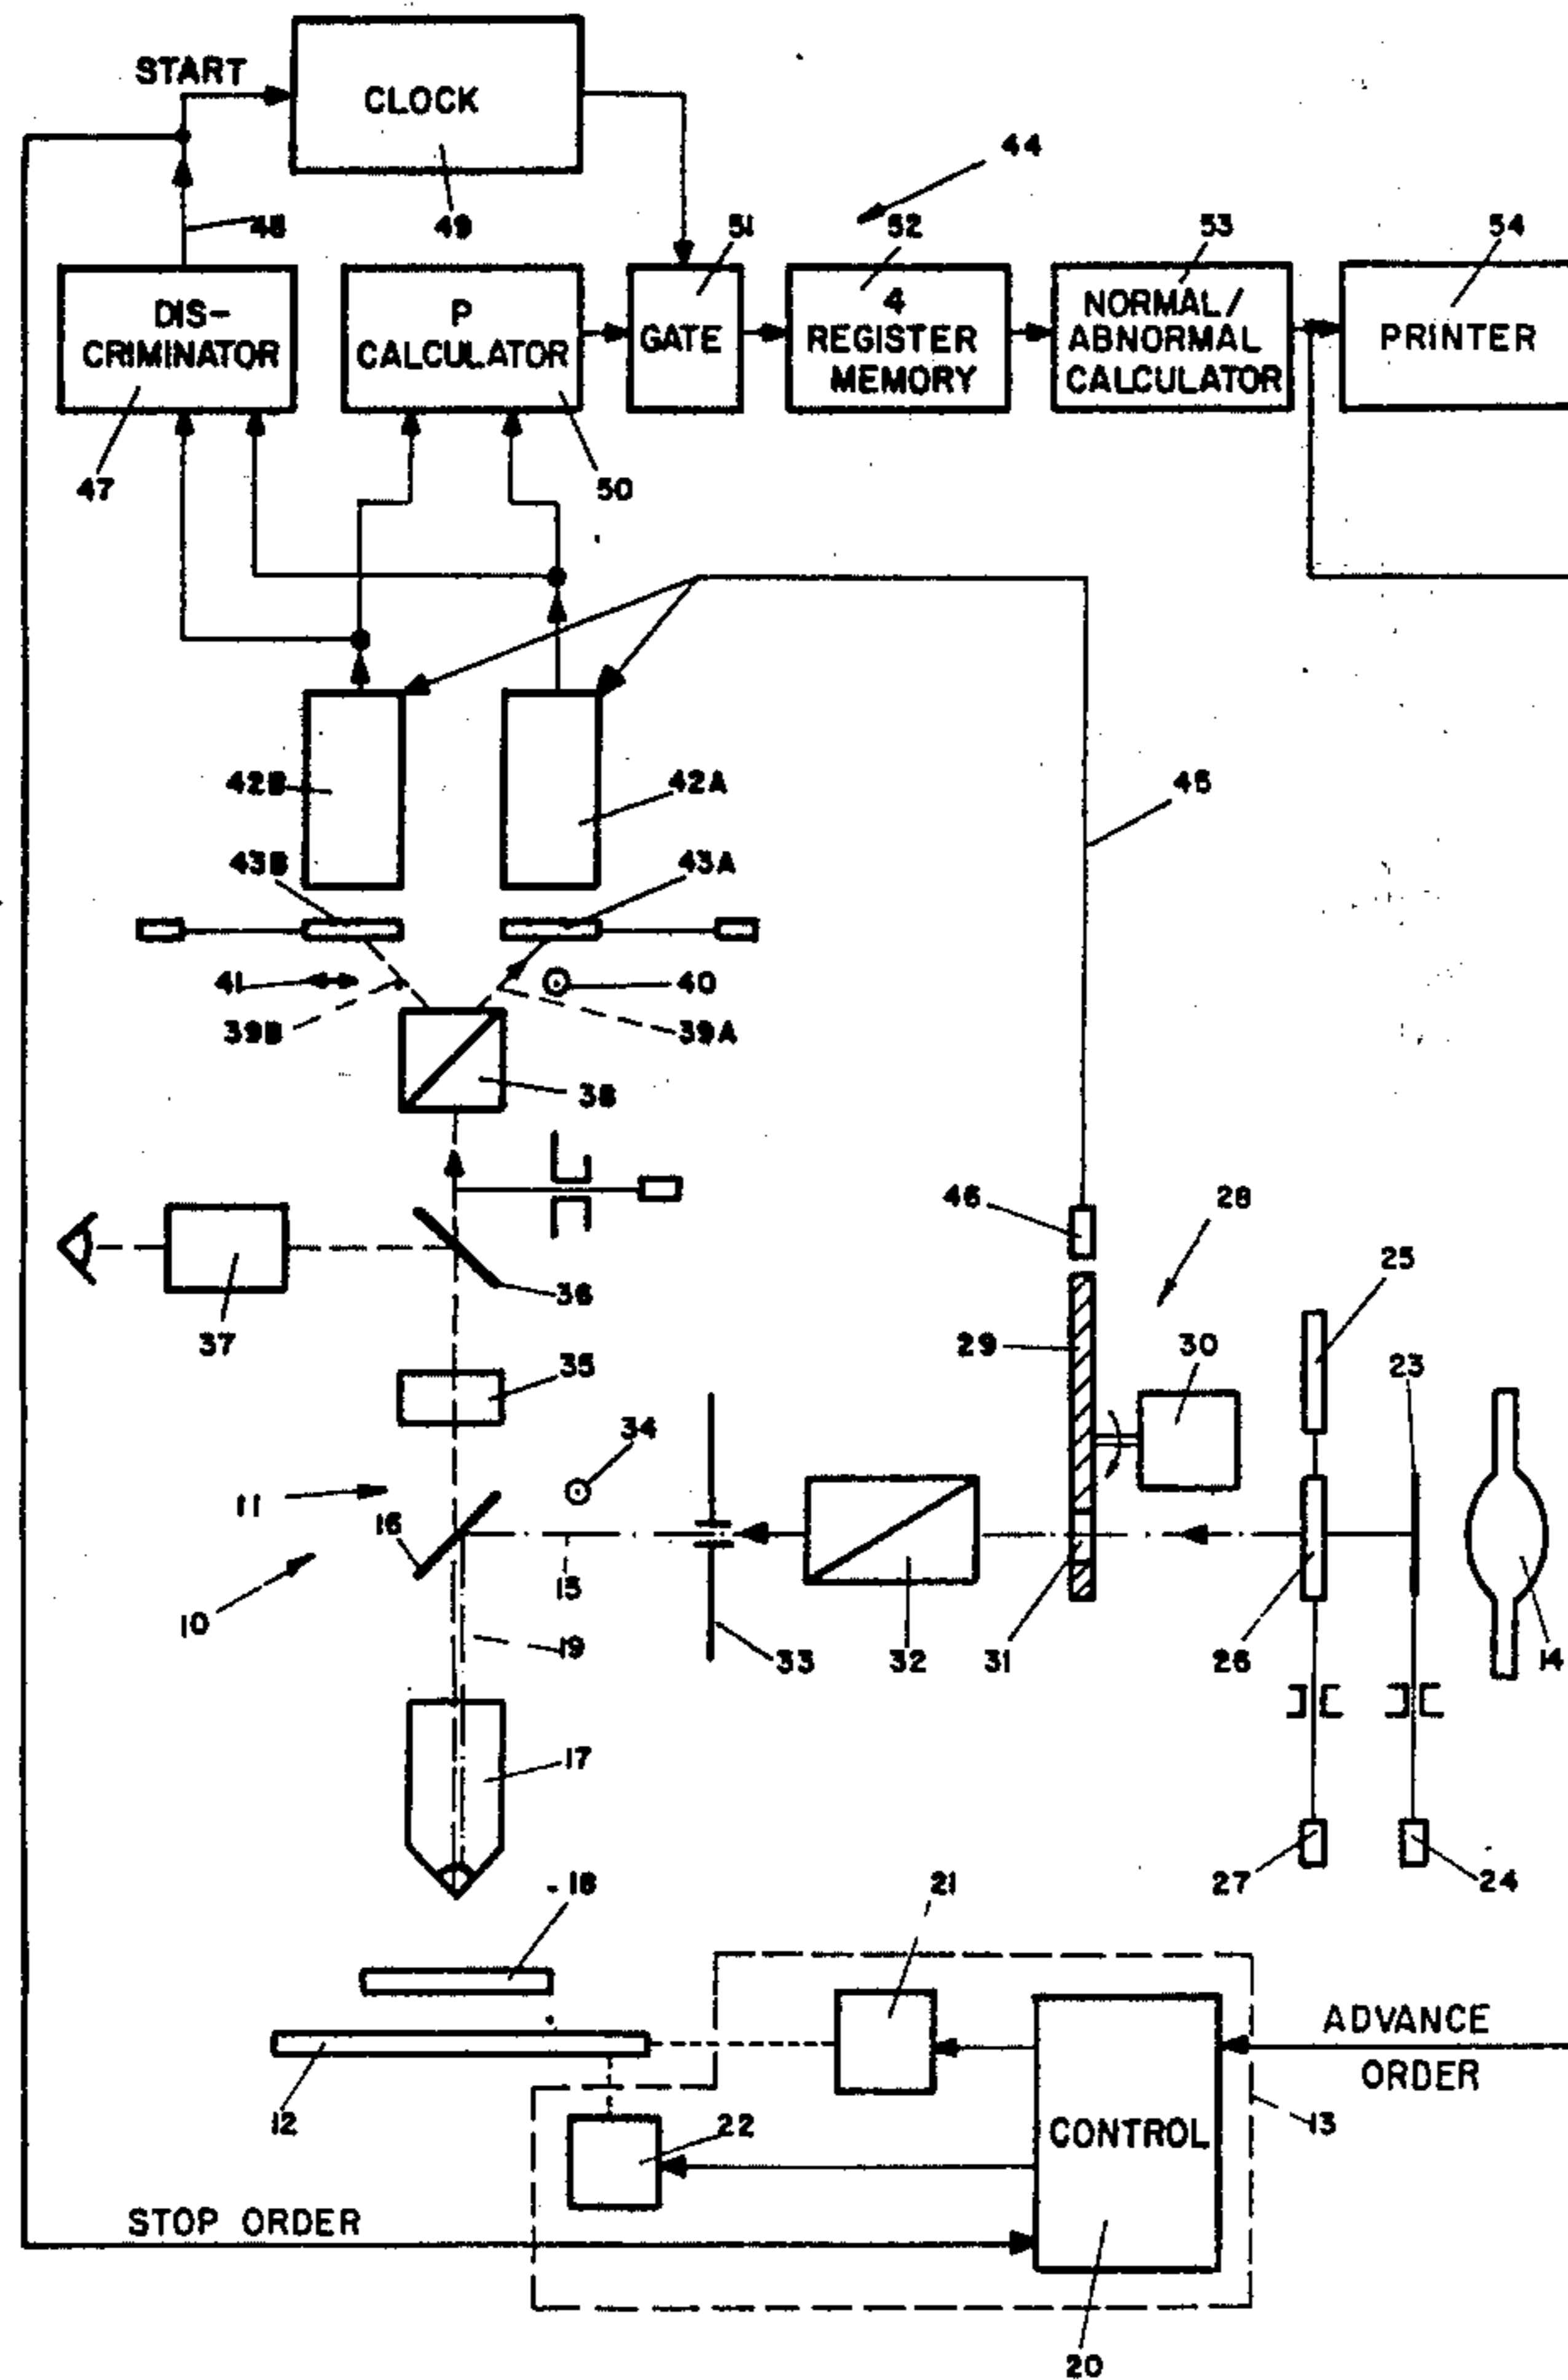 START
CLOCK
44
48
49
51
52
53
54
DIS-
CRIMINATOR
P
CALCULATOR
GATE
4
REGISTER
MEMORY
NORMAL/
ABNORMAL
CALCULATOR
PRINTER
47
50
42B
42A
45
43B
43A
41
40
39B
39A
38
46
28
25
37
36
29
30
23
35
34
11
16
10
15
19
33
32
31
26
14
17
27
24
18
21
12
22
ADVANCE
ORDER
CONTROL
13
STOP ORDER
20